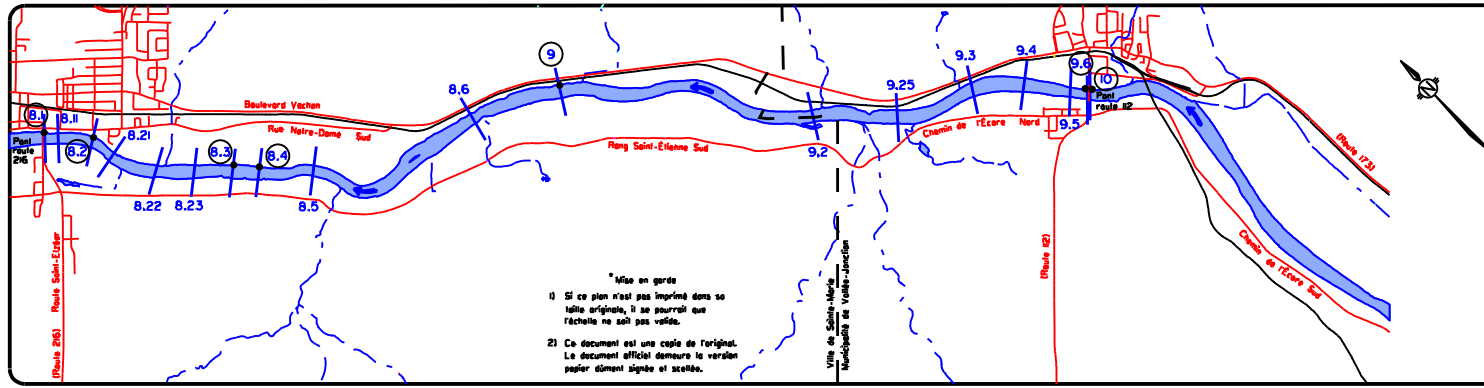 8.1
8.11
8.2
8.21
8.22
8.23
8.3
8.4
8.5
8.6
9
9.2
9.25
9.3
9.4
9.5
9.6
10
Pont
route
216
Pont
route 112
Boulevard Vachon
Rue Notre-Dame Sud
Rang Saint-Étienne Sud
Chemin de l'Écore Nord
Chemin de l'Écore Sud
(Route 173)
(Route 112)
(Route 216) Route Saint-Elzéar
Ville de Sainte-Marie
Municipalité de Vallée-Jonction
N
* Mise en garde
1) Si ce plan n'est pas imprimé dans sa
taille originale, il se pourrait que
l'échelle ne soit pas valide.
2) Ce document est une copie de l'original.
Le document officiel demeure la version
papier dûment signée et scellée.